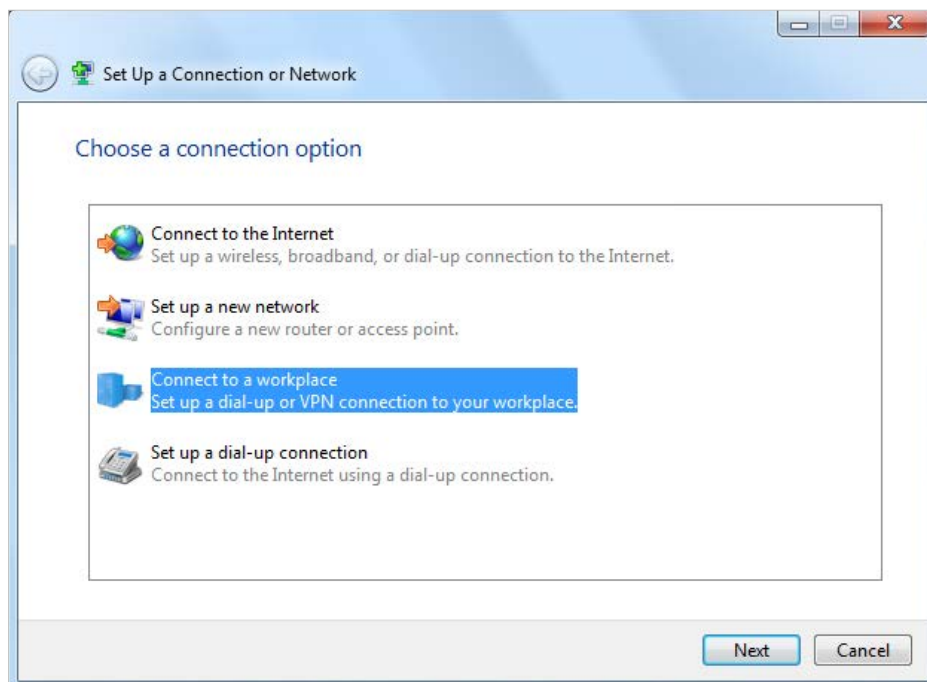 Set Up a Connection or Network
Choose a connection option
Connect to the Internet
Set up a wireless, broadband, or dial-up connection to the Internet.
Set up a new network
Configure a new router or access point.
Connect to a workplace
Set up a dial-up or VPN connection to your workplace.
Set up a dial-up connection
Connect to the Internet using a dial-up connection.
Next Cancel